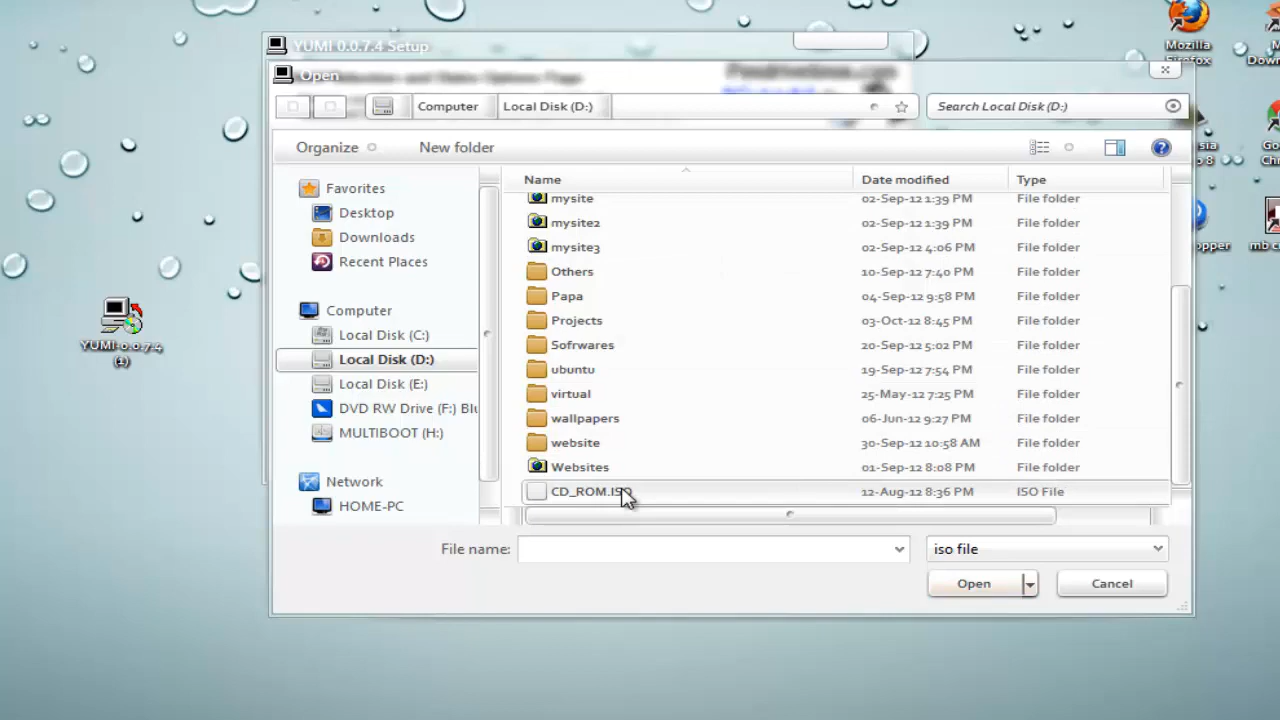 Mozilla
Firefox
YUMI 0.0.7.4 Setup
Open
Computer
Local Disk (D:)
Search Local Disk (D:)
Organize
New folder
Favorites
Desktop
Downloads
Recent Places
Computer
Local Disk (C:)
Local Disk (D:)
Local Disk (E:)
DVD RW Drive (F:) Blu
MULTIBOOT (H:)
Network
HOME-PC
Name Date modified Type
mysite 02-Sep-12 1:39 PM File folder
mysite2 02-Sep-12 1:39 PM File folder
mysite3 02-Sep-12 4:06 PM File folder
Others 10-Sep-12 7:40 PM File folder
Papa 04-Sep-12 9:58 PM File folder
Projects 03-Oct-12 8:45 PM File folder
Sofrwares 20-Sep-12 5:02 PM File folder
ubuntu 19-Sep-12 7:54 PM File folder
virtual 25-May-12 7:25 PM File folder
wallpapers 06-Jun-12 9:27 PM File folder
website 30-Sep-12 10:58 AM File folder
Websites 01-Sep-12 8:08 PM File folder
CD_ROM.ISO 12-Aug-12 8:36 PM ISO File
File name:
iso file
Open
Cancel
YUMI-0.0.7.4
(1)